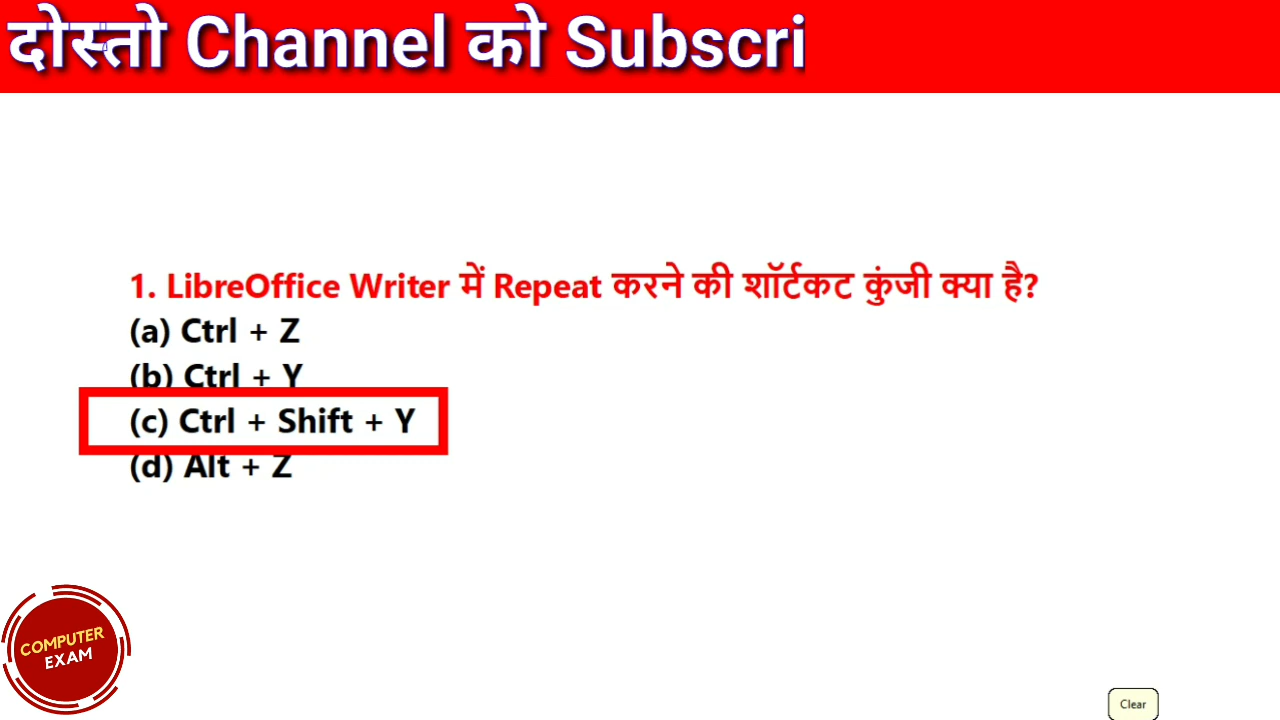 दोस्तो Channel को Subscri
1. LibreOffice Writer में Repeat करने की शॉर्टकट कुंजी क्या है?
(a) Ctrl + Z
(b) Ctrl + Y
(c) Ctrl + Shift + Y
(d) Alt + Z
COMPUTER
EXAM
Clear